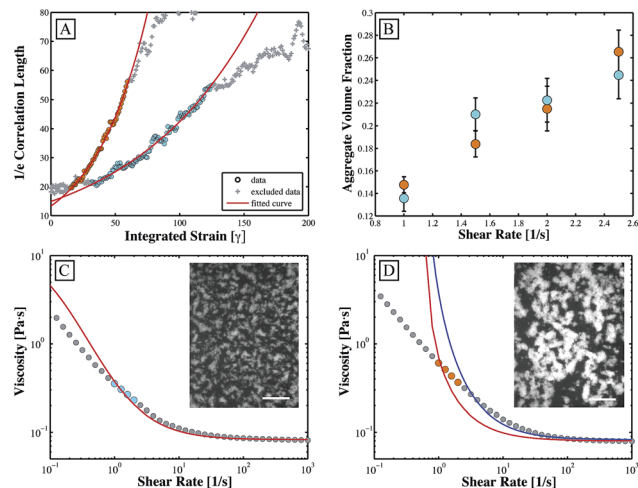 A
1/e Correlation Length
80
70
60
50
40
30
20
10
0 50 100 150 200
Integrated Strain [γ]
data
excluded data
fitted curve
B
Aggregate Volume Fraction
0.28
0.26
0.24
0.22
0.20
0.18
0.16
0.14
0.12
0.8 1 1.2 1.4 1.6 1.8 2 2.2 2.4 2.6
Shear Rate [1/s]
C
Viscosity [Pa·s]
10¹
10⁰
10⁻¹
10⁻¹ 10⁰ 10¹ 10² 10³
Shear Rate [1/s]
D
Viscosity [Pa·s]
10¹
10⁰
10⁻¹
10⁻¹ 10⁰ 10¹ 10² 10³
Shear Rate [1/s]